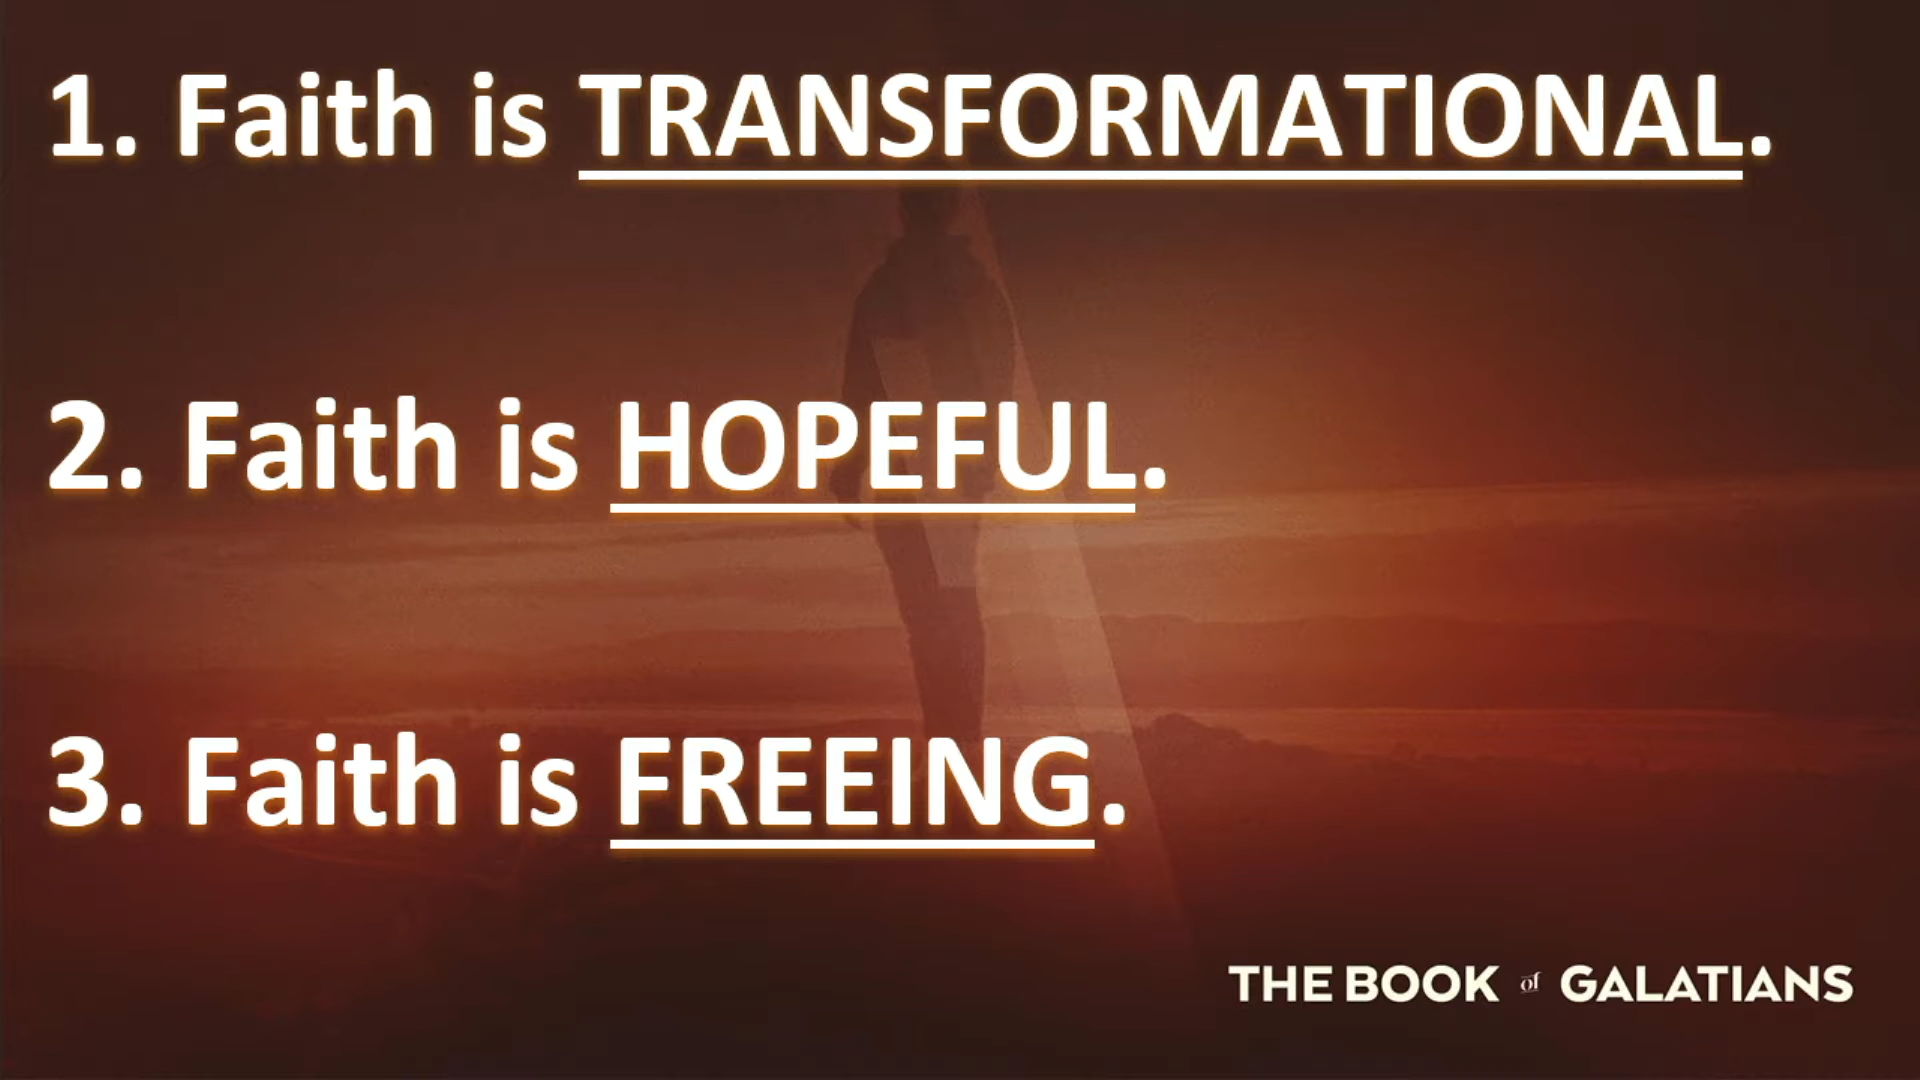 1. Faith is TRANSFORMATIONAL.
2. Faith is HOPEFUL.
3. Faith is FREEING.
THE BOOK of GALATIANS